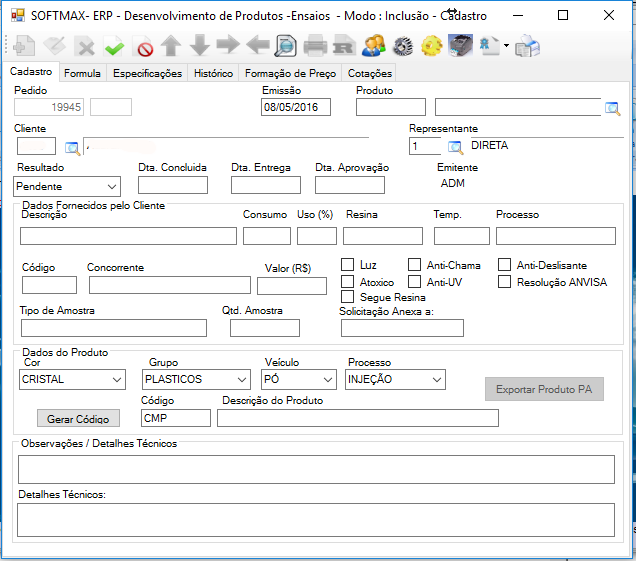 SOFTMAX- ERP - Desenvolvimento de Produtos -Ensaios - Modo : Inclusão - Cadastro
Cadastro Formula Especificações Histórico Formação de Preço Cotações
Pedido Emissão Produto
19945 08/05/2016
Cliente Representante
1 DIRETA
Resultado Dta. Concluida Dta. Entrega Dta. Aprovação Emitente
Pendente ADM
Dados Fornecidos pelo Cliente
Descrição Consumo Uso (%) Resina Temp. Processo
Código Concorrente Valor (R$) Luz Anti-Chama Anti-Deslisante
Atoxico Anti-UV Resolução ANVISA
Segue Resina
Tipo de Amostra Qtd. Amostra Solicitação Anexa a:
Dados do Produto
Cor Grupo Veículo Processo
CRISTAL PLASTICOS PÓ INJEÇÃO
Exportar Produto PA
Código Descrição do Produto
Gerar Código CMP
Observações / Detalhes Técnicos
Detalhes Técnicos: